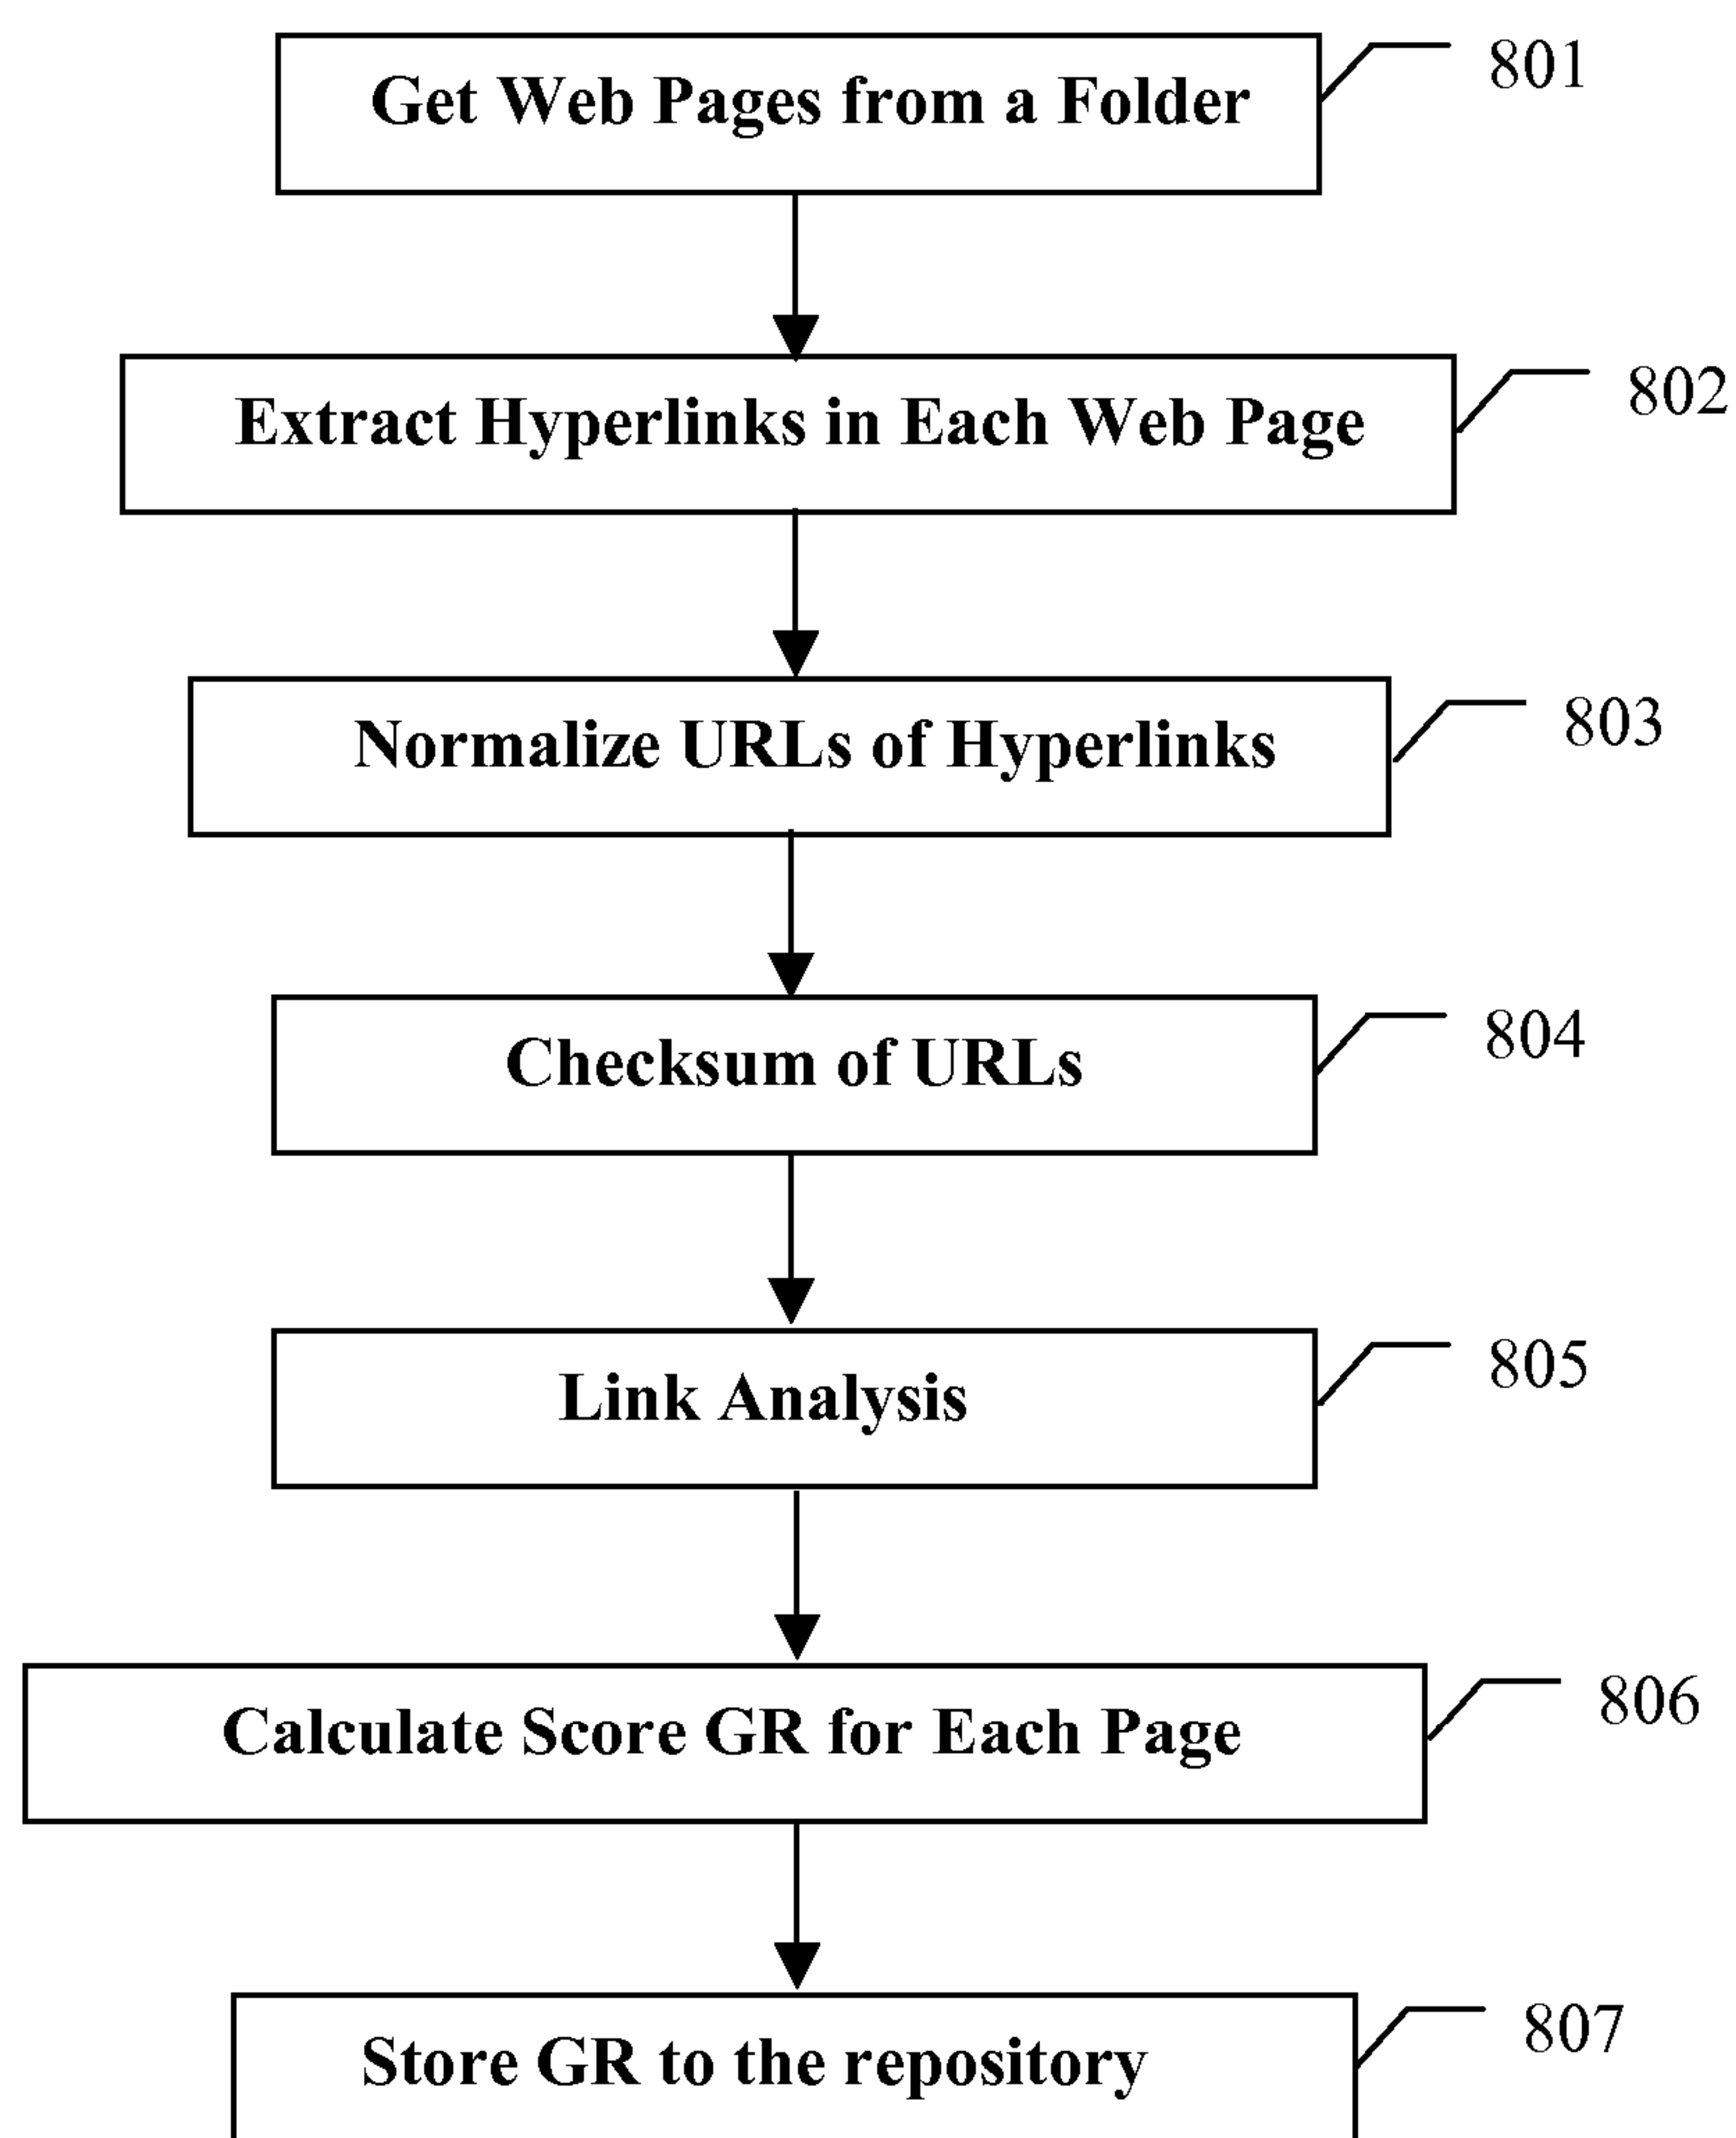 Get Web Pages from a Folder
801
Extract Hyperlinks in Each Web Page
802
Normalize URLs of Hyperlinks
803
Checksum of URLs
804
Link Analysis
805
Calculate Score GR for Each Page
806
Store GR to the repository
807